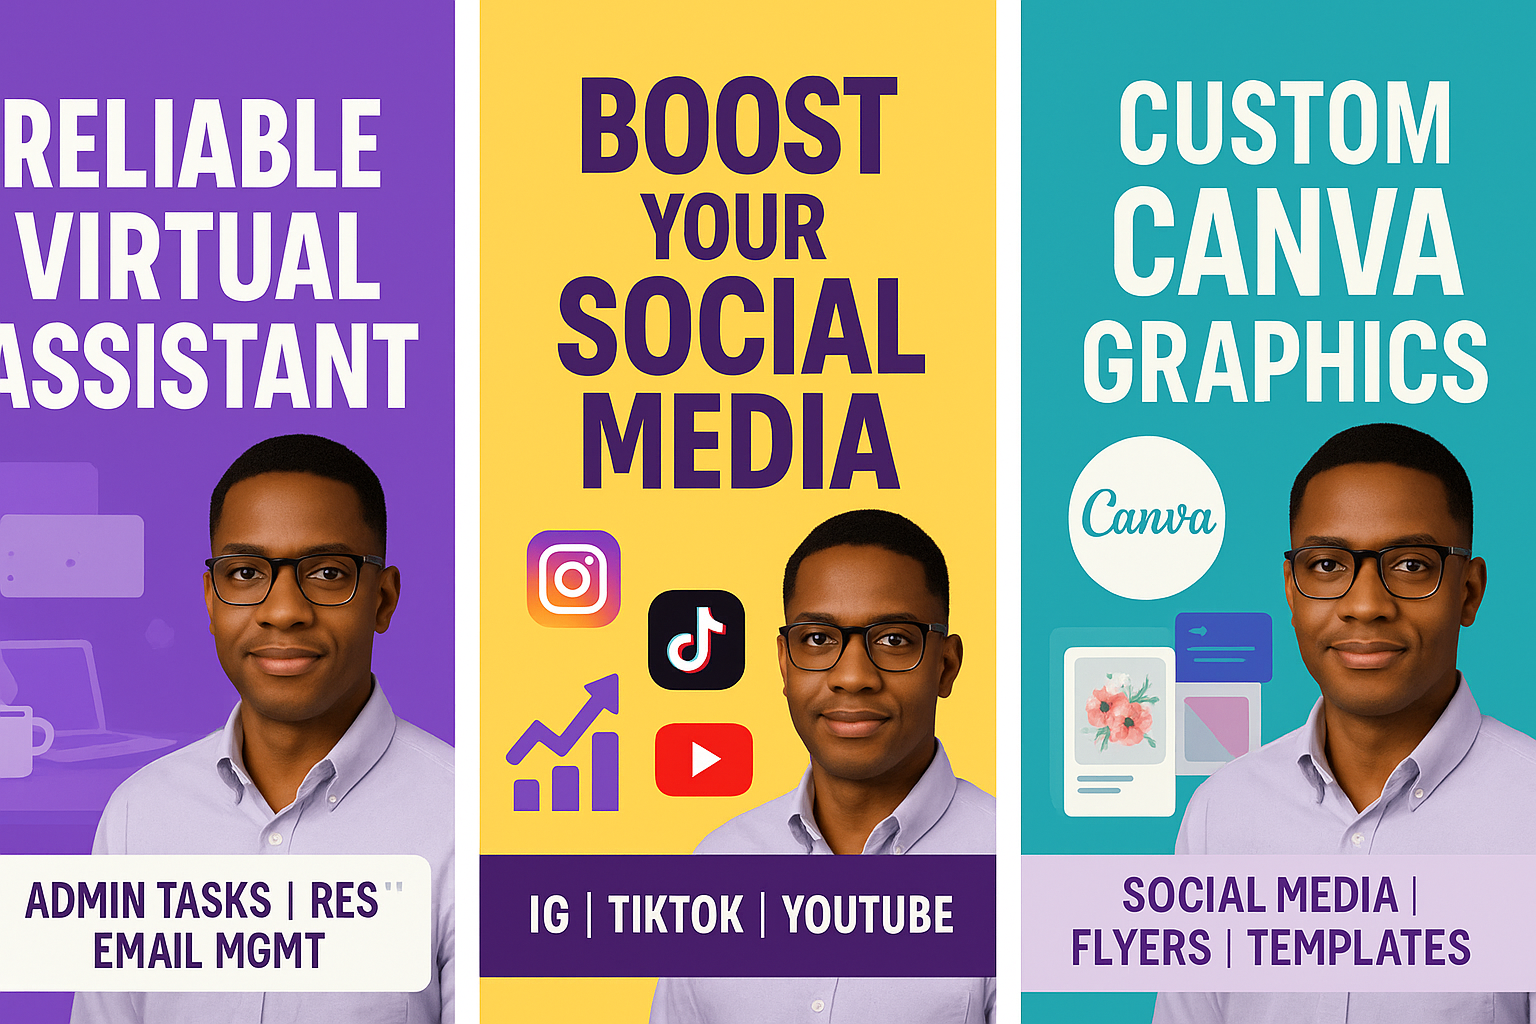 RELIABLE
VIRTUAL
ASSISTANT
ADMIN TASKS | RES"
EMAIL MGMT
BOOST
YOUR
SOCIAL
MEDIA
IG | TIKTOK | YOUTUBE
CUSTOM
CANVA
GRAPHICS
Canva
SOCIAL MEDIA |
FLYERS | TEMPLATES